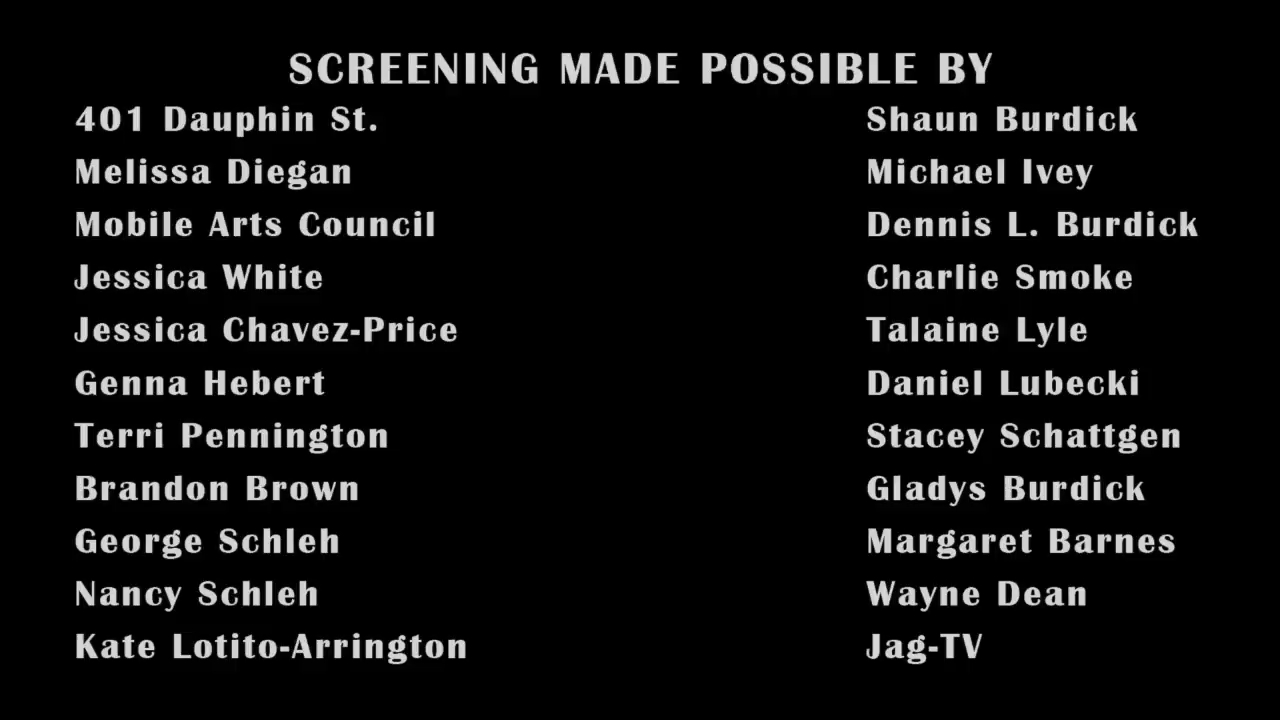 SCREENING MADE POSSIBLE BY
401 Dauphin St.
Melissa Diegan
Mobile Arts Council
Jessica White
Jessica Chavez-Price
Genna Hebert
Terri Pennington
Brandon Brown
George Schleh
Nancy Schleh
Kate Lotito-Arrington
Shaun Burdick
Michael Ivey
Dennis L. Burdick
Charlie Smoke
Talaine Lyle
Daniel Lubecki
Stacey Schattgen
Gladys Burdick
Margaret Barnes
Wayne Dean
Jag-TV